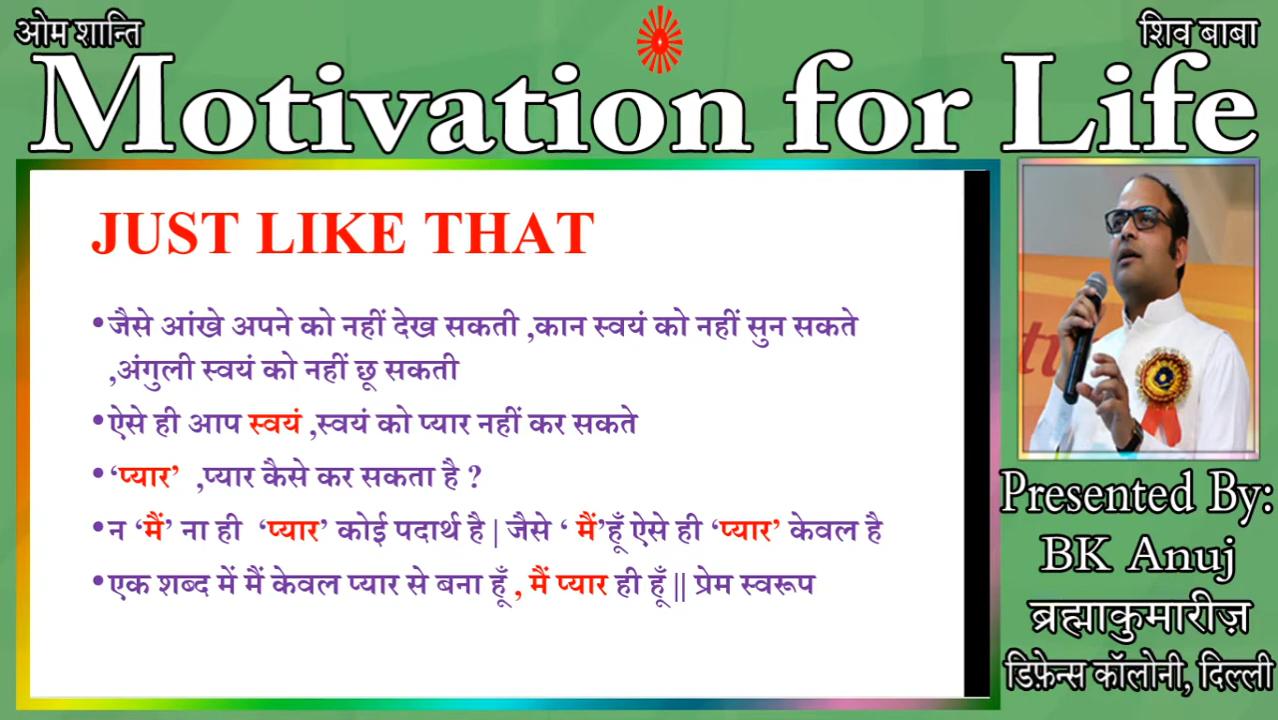 ओम शान्ति
शिव बाबा
Motivation for Life
JUST LIKE THAT
•जैसे आंखे अपने को नहीं देख सकती ,कान स्वयं को नहीं सुन सकते
,अंगुली स्वयं को नहीं छू सकती
•ऐसे ही आप स्वयं ,स्वयं को प्यार नहीं कर सकते
•‘प्यार’ ,प्यार कैसे कर सकता है ?
•न ‘मैं’ ना ही ‘प्यार’ कोई पदार्थ है | जैसे ‘ मैं’हूँ ऐसे ही ‘प्यार’ केवल है
•एक शब्द में मैं केवल प्यार से बना हूँ , मैं प्यार ही हूँ || प्रेम स्वरूप
Presented By:
BK Anuj
ब्रह्माकुमारीज़
डिफ़ेन्स कॉलोनी, दिल्ली